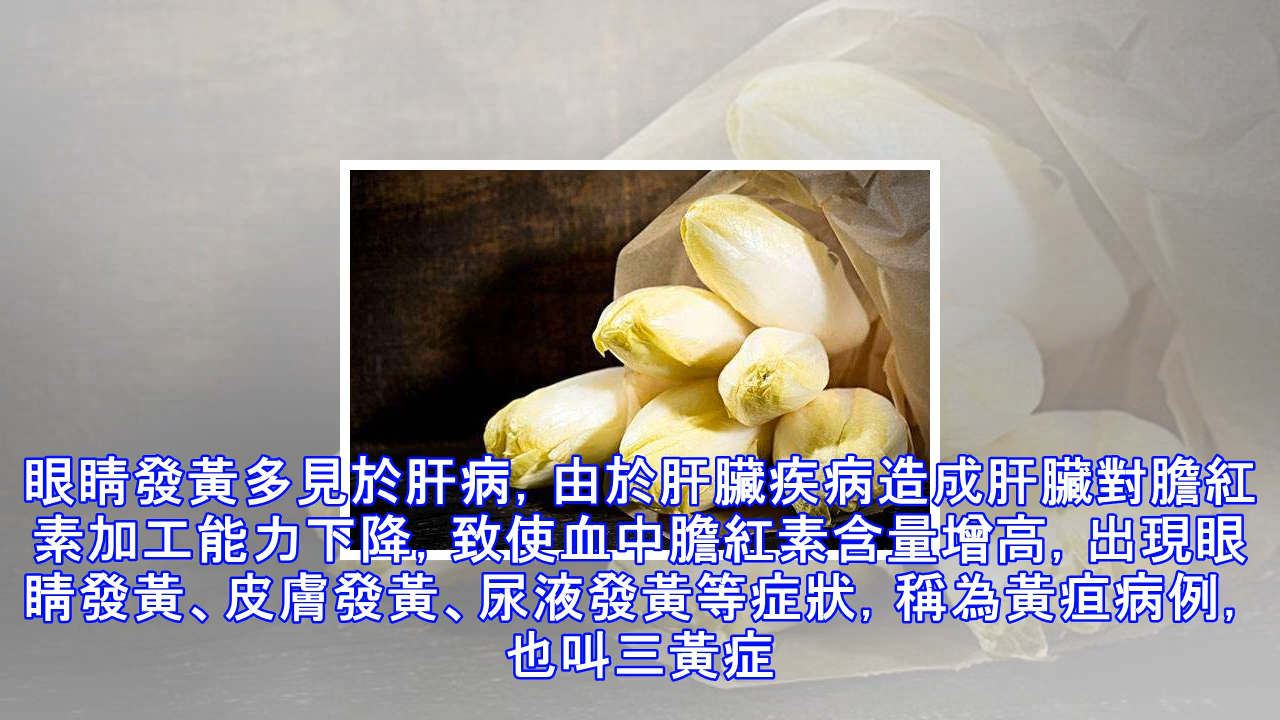 眼睛發黃多見於肝病, 由於肝臟疾病造成肝臟對膽紅
素加工能力下降, 致使血中膽紅素含量增高, 出現眼
睛發黃、皮膚發黃、尿液發黃等症狀, 稱為黃疸病例,
也叫三黃症